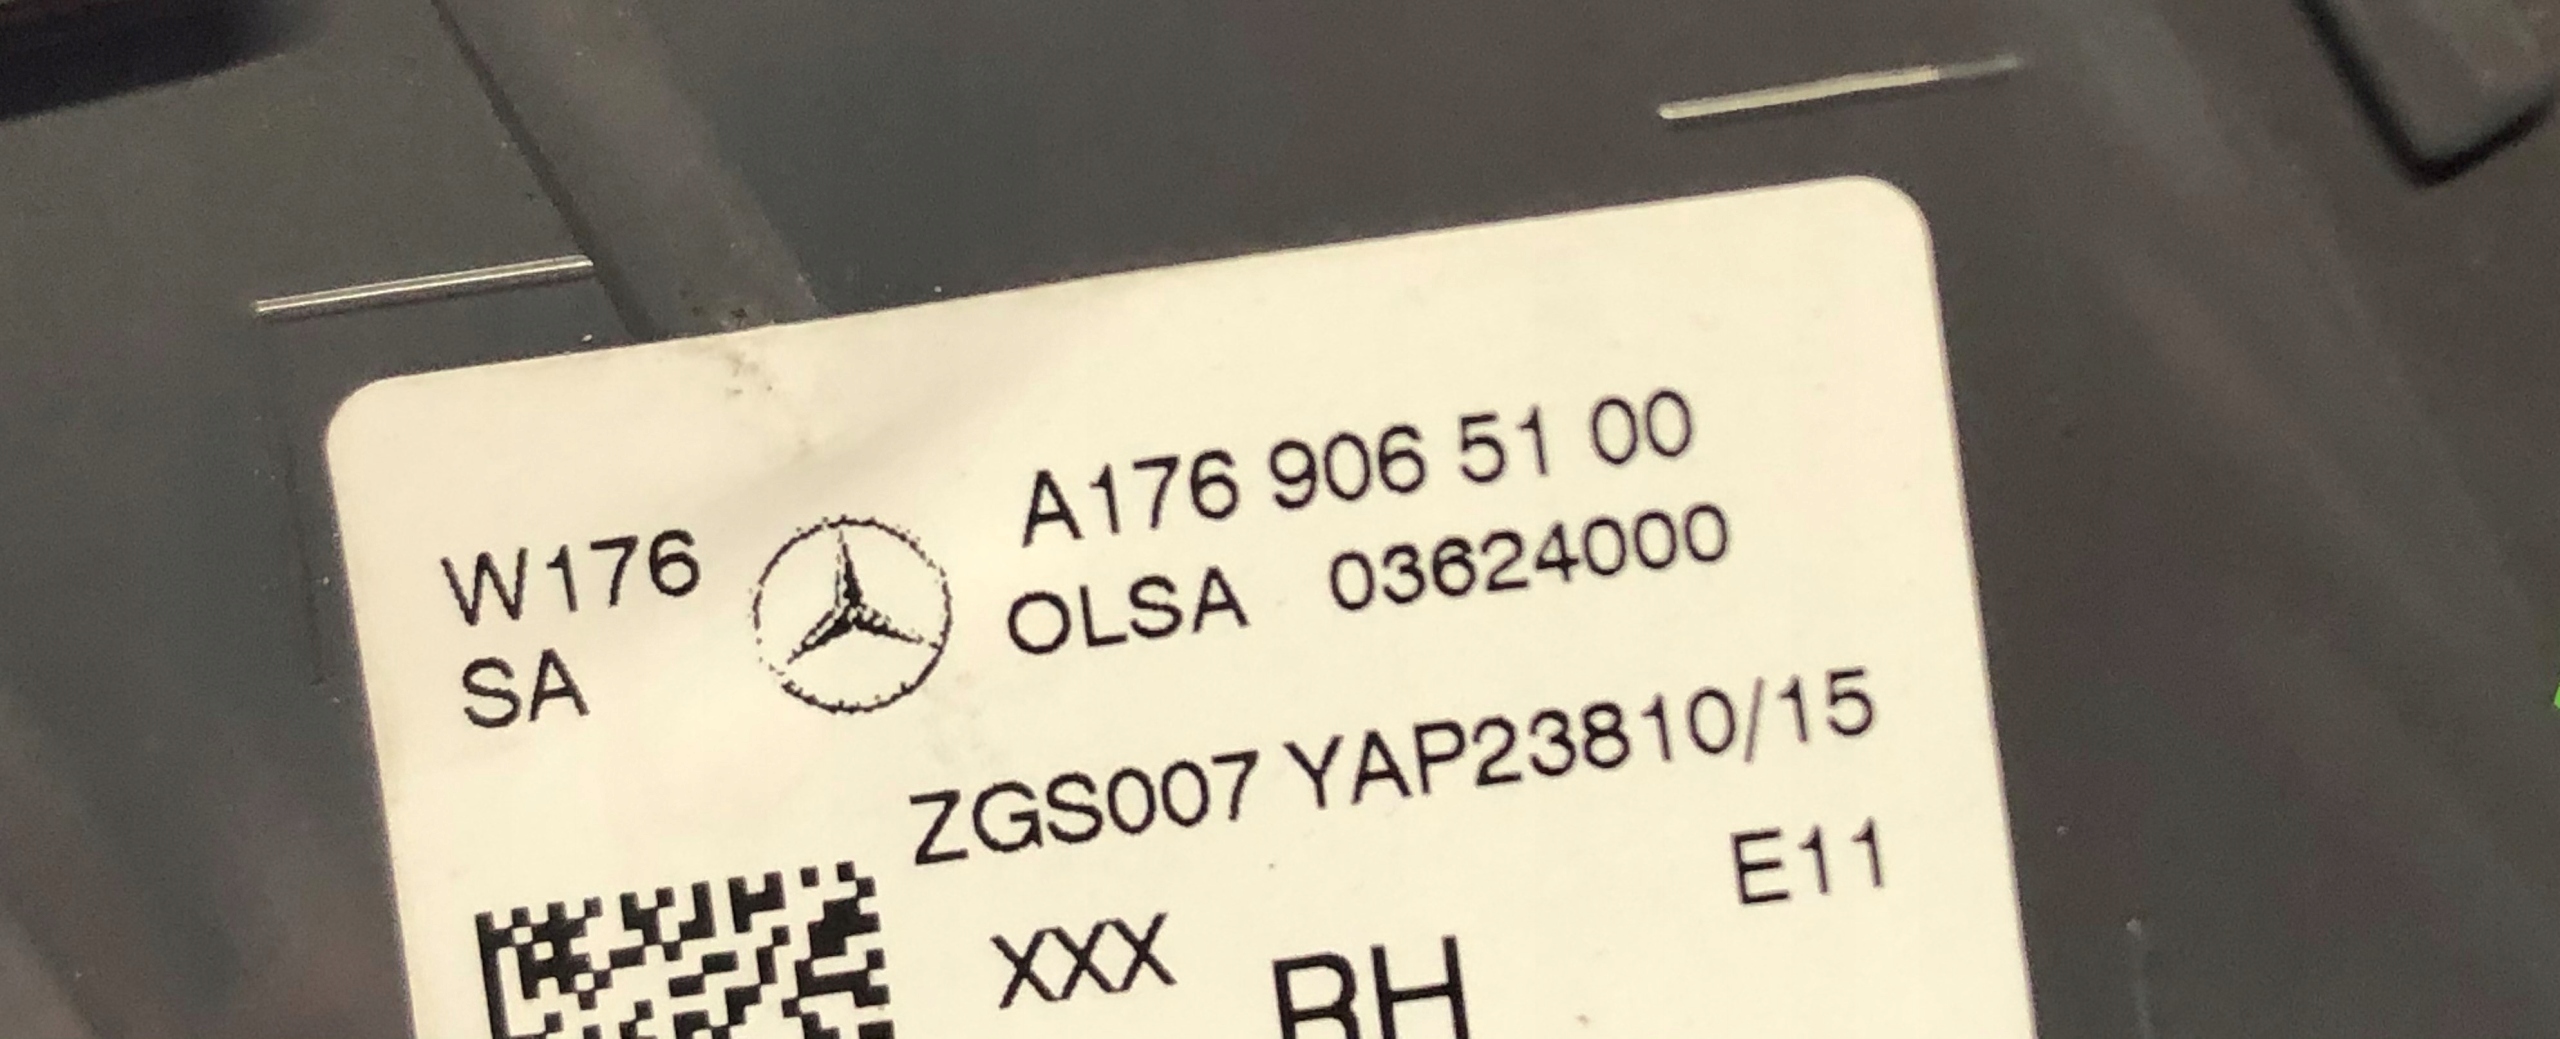 A176 906 51 00
W176
OLSA 03624000
SA
ZGS007 YAP23810/15
E11
XXX
RH